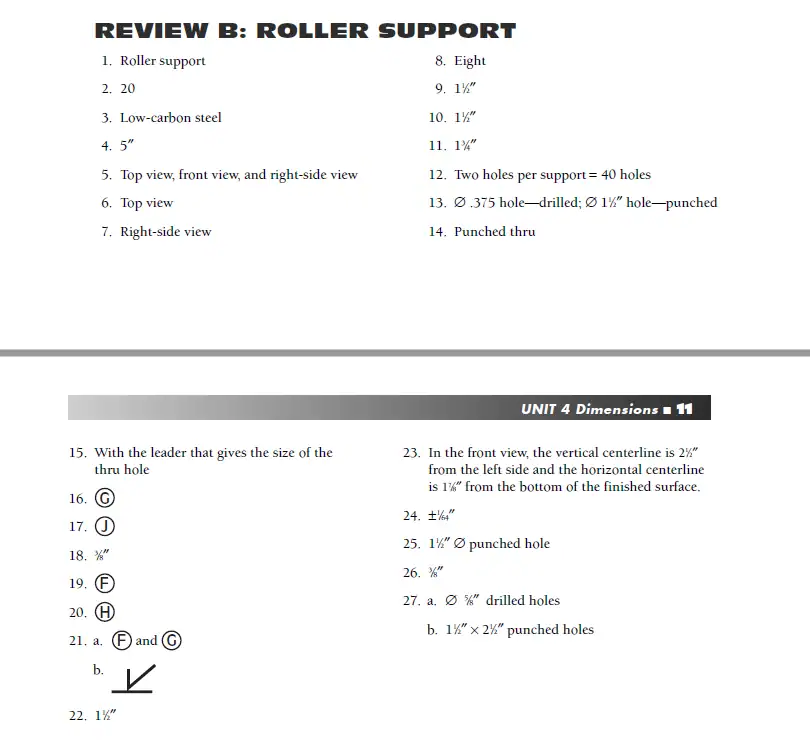 REVIEW B: ROLLER SUPPORT
1. Roller support
2. 20
3. Low-carbon steel
4. 5″
5. Top view, front view, and right-side view
6. Top view
7. Right-side view
8. Eight
9. 1½″
10. 1½″
11. 1¾″
12. Two holes per support = 40 holes
13. ∅ .375 hole—drilled; ∅ 1½″ hole—punched
14. Punched thru
UNIT 4 Dimensions ■ 11
15. With the leader that gives the size of the
thru hole
16. Ⓖ
17. Ⓙ
18. ⅜″
19. Ⓕ
20. Ⓗ
21. a. Ⓕ and Ⓖ
b.
22. 1½″
23. In the front view, the vertical centerline is 2½″
from the left side and the horizontal centerline
is 1⅞″ from the bottom of the finished surface.
24. ±1/64″
25. 1½″ ∅ punched hole
26. ⅜″
27. a. ∅ ⅝″ drilled holes
b. 1½″ × 2½″ punched holes